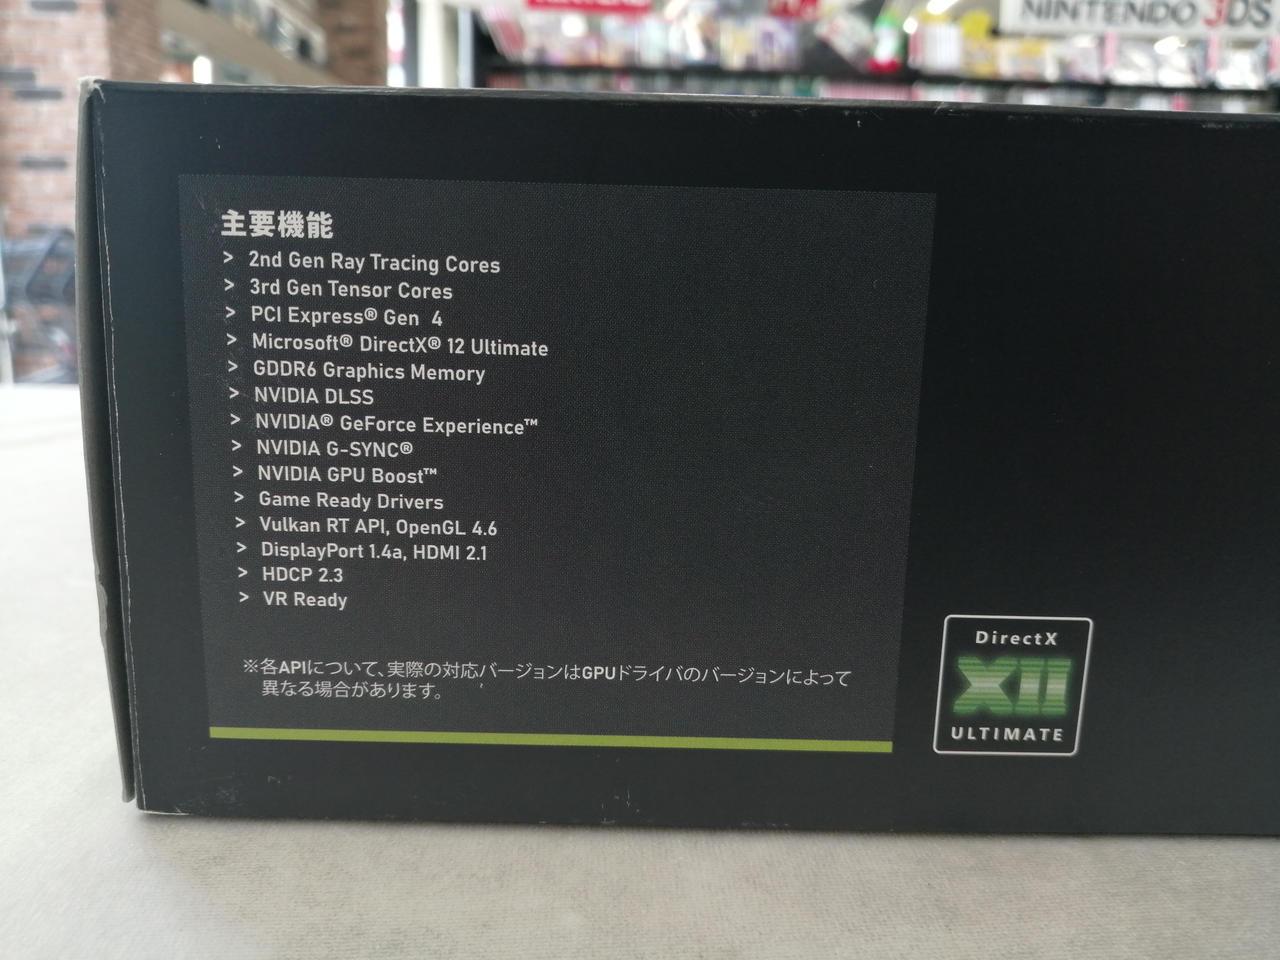 NINTENDO 3DS
主要機能
> 2nd Gen Ray Tracing Cores
> 3rd Gen Tensor Cores
> PCI Express® Gen 4
> Microsoft® DirectX® 12 Ultimate
> GDDR6 Graphics Memory
> NVIDIA DLSS
> NVIDIA® GeForce Experience™
> NVIDIA G-SYNC®
> NVIDIA GPU Boost™
> Game Ready Drivers
> Vulkan RT API, OpenGL 4.6
> DisplayPort 1.4a, HDMI 2.1
> HDCP 2.3
> VR Ready
※各APIについて、実際の対応バージョンはGPUドライバのバージョンによって
異なる場合があります。
DirectX
XII
ULTIMATE